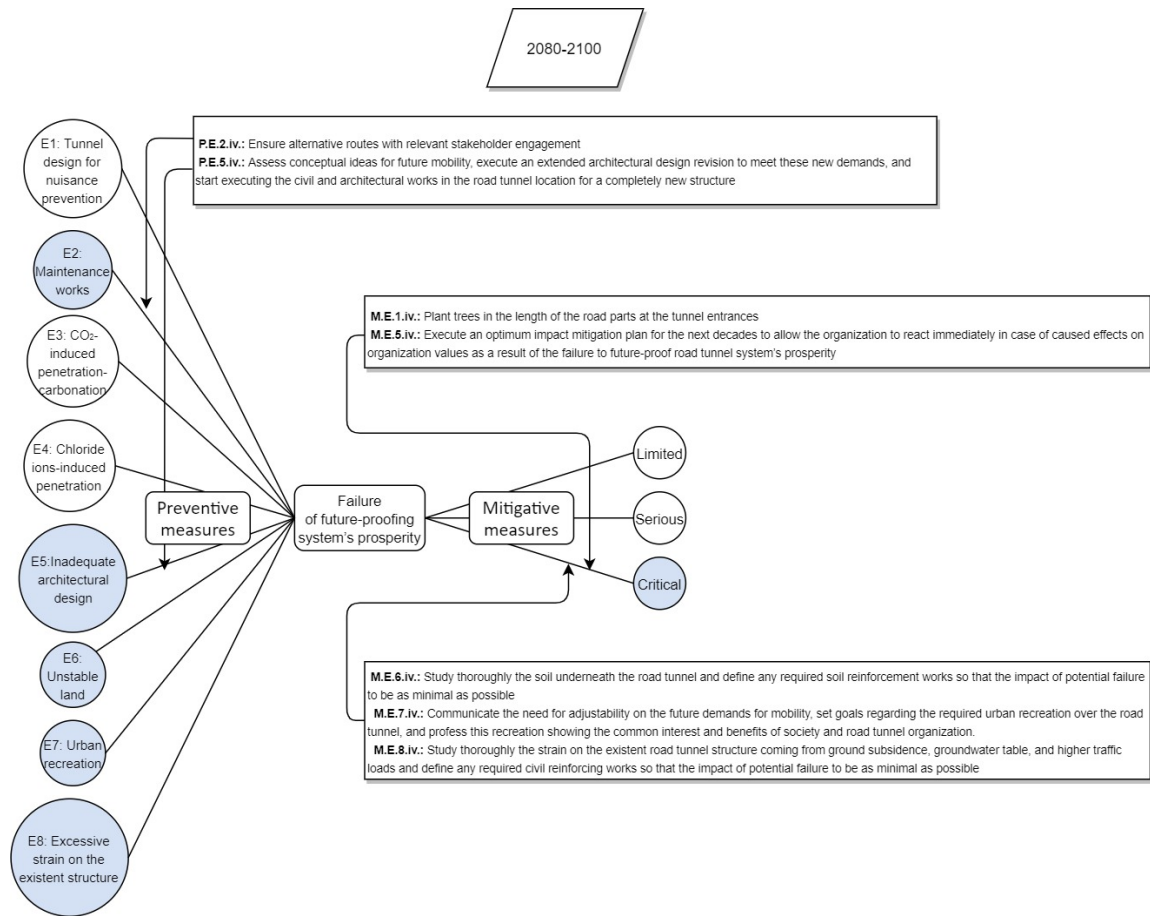 2080-2100
P.E.2.iv.: Ensure alternative routes with relevant stakeholder engagement
P.E.5.iv.: Assess conceptual ideas for future mobility, execute an extended architectural design revision to meet these new demands, and
start executing the civil and architectural works in the road tunnel location for a completely new structure
E1: Tunnel
design for
nuisance
prevention
E2:
Maintenance
works
E3: CO₂-
induced
penetration-
carbonation
E4: Chloride
ions-induced
penetration
E5:Inadequate
architectural
design
E6:
Unstable
land
E7: Urban
recreation
E8: Excessive
strain on the
existent structure
Preventive
measures
Failure
of future-proofing
system's prosperity
Mitigative
measures
M.E.1.iv.: Plant trees in the length of the road parts at the tunnel entrances
M.E.5.iv.: Execute an optimum impact mitigation plan for the next decades to allow the organization to react immediately in case of caused effects on
organization values as a result of the failure to future-proof road tunnel system's prosperity
Limited
Serious
Critical
M.E.6.iv.: Study thoroughly the soil underneath the road tunnel and define any required soil reinforcement works so that the impact of potential failure
to be as minimal as possible
M.E.7.iv.: Communicate the need for adjustability on the future demands for mobility, set goals regarding the required urban recreation over the road
tunnel, and profess this recreation showing the common interest and benefits of society and road tunnel organization.
M.E.8.iv.: Study thoroughly the strain on the existent road tunnel structure coming from ground subsidence, groundwater table, and higher traffic
loads and define any required civil reinforcing works so that the impact of potential failure to be as minimal as possible